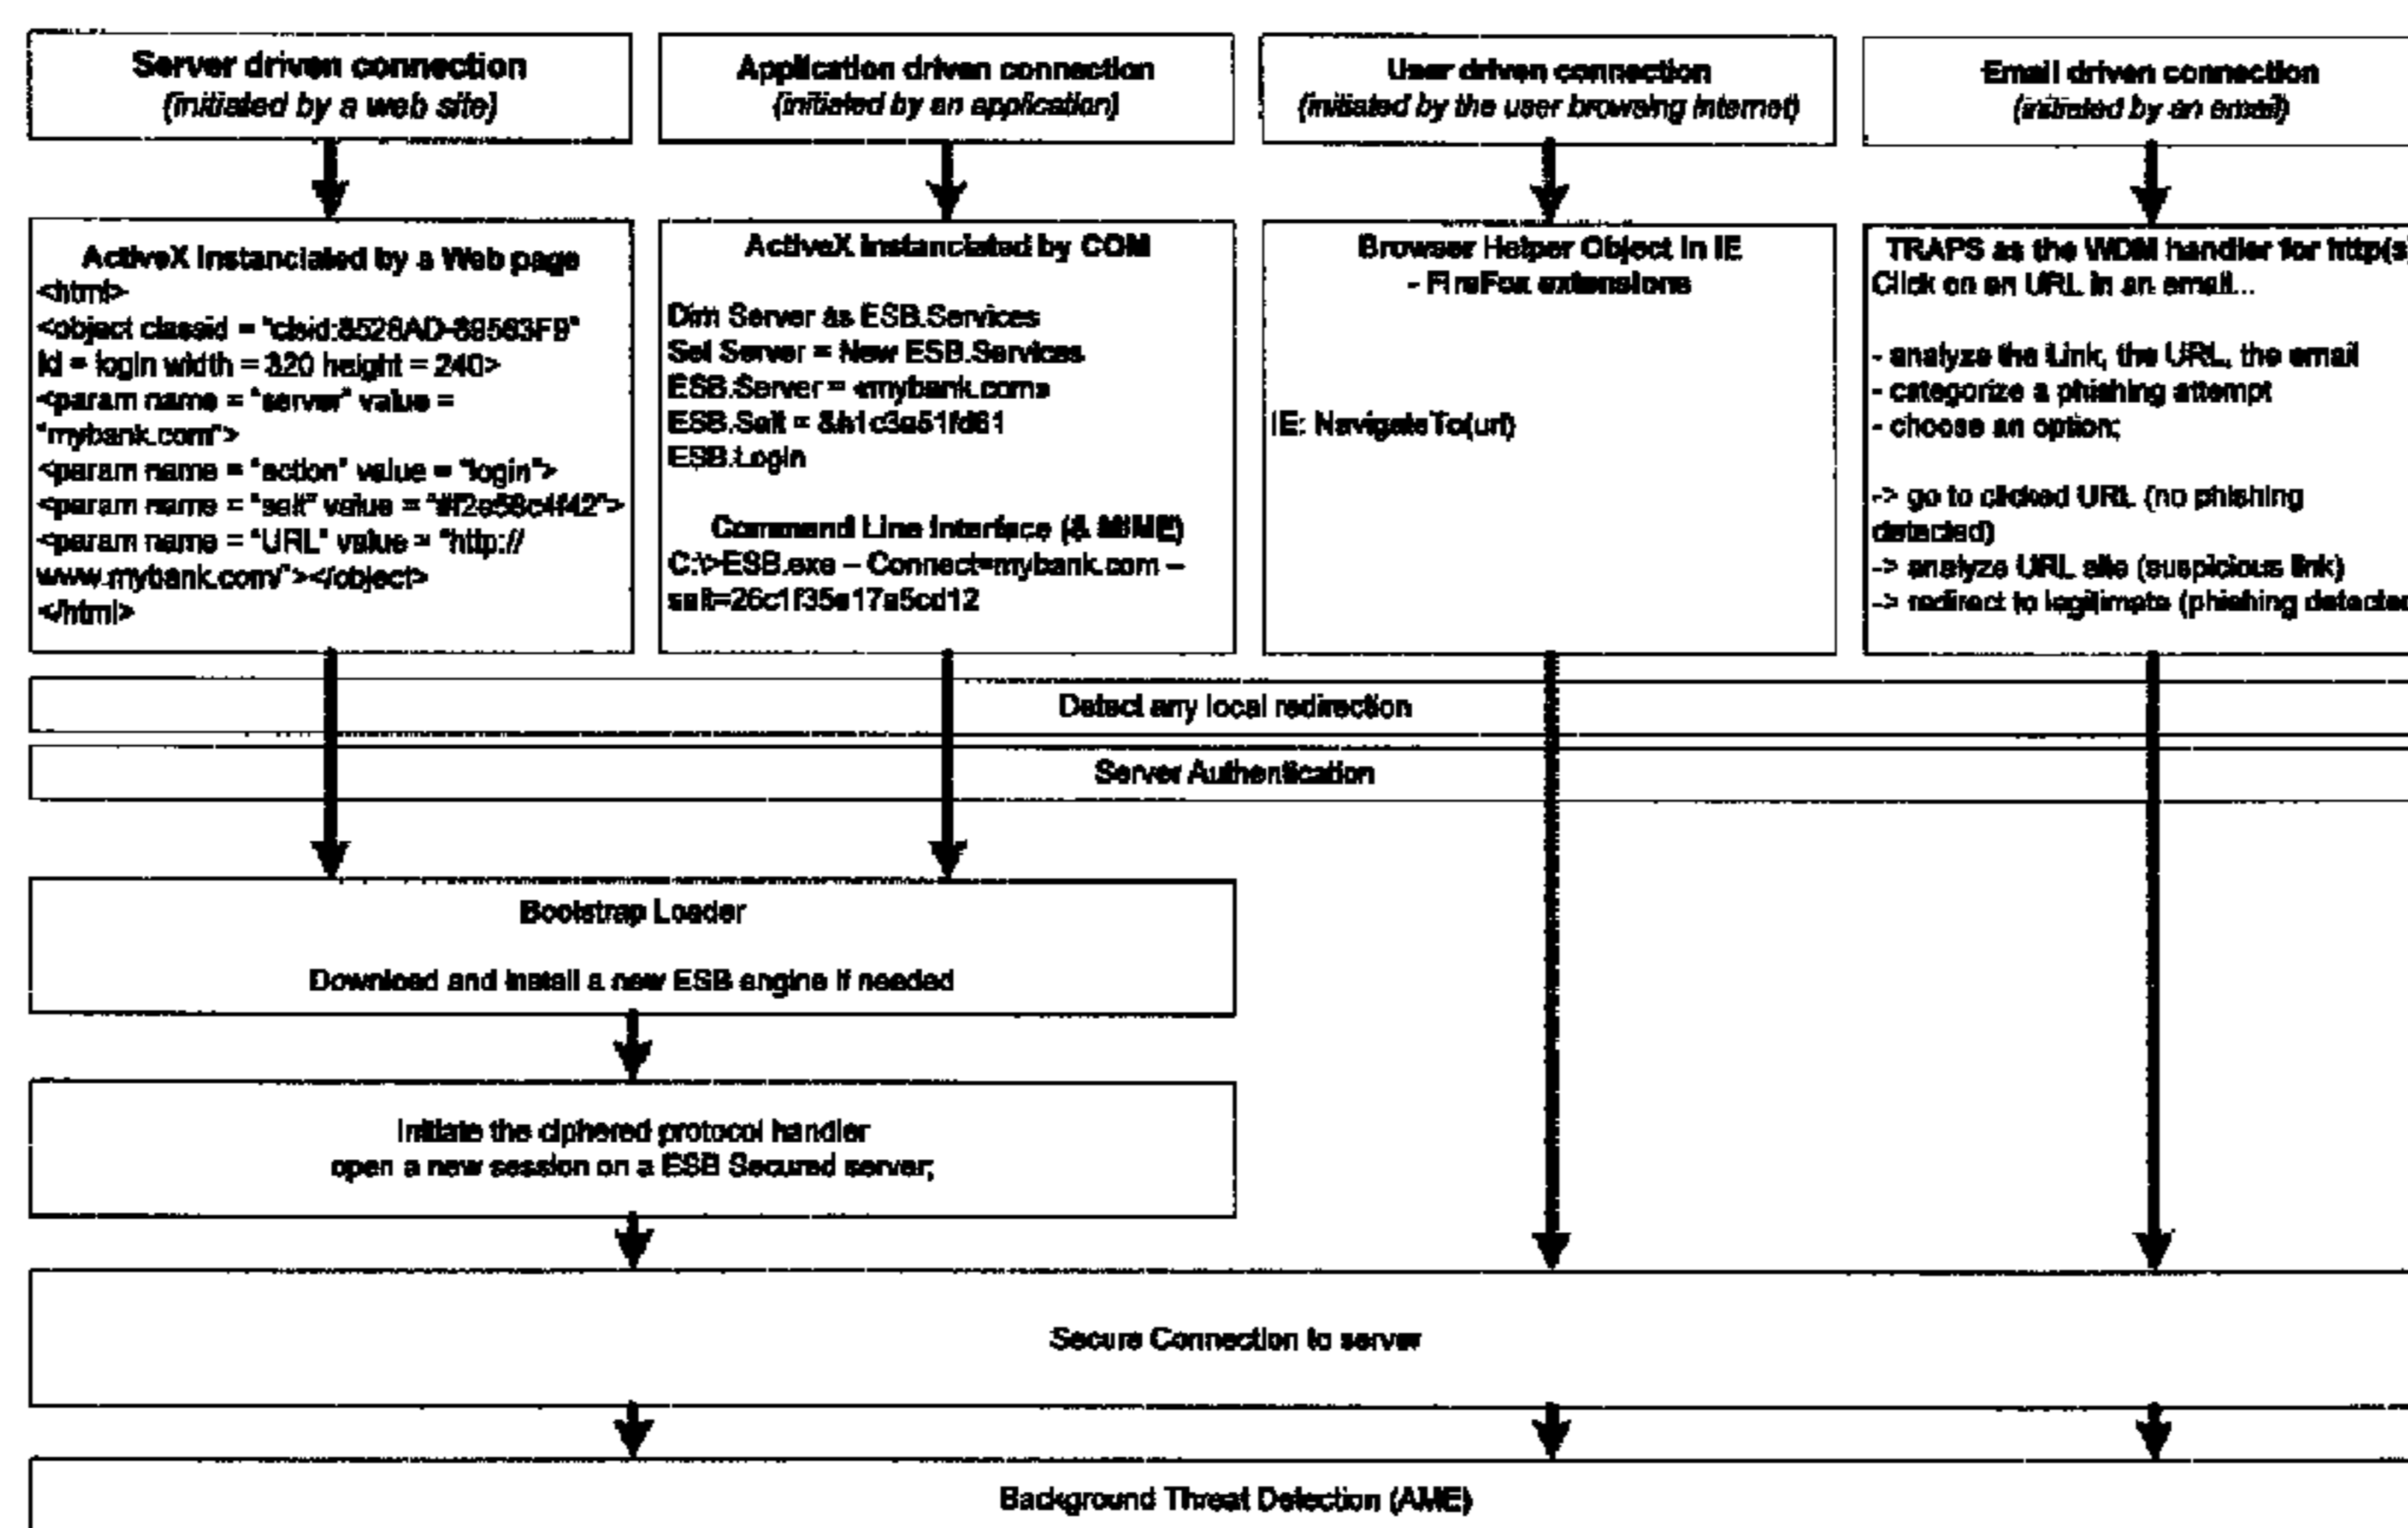 Server driven connection
(initiated by a web site)
Application driven connection
(initiated by an application)
User driven connection
(initiated by the user browsing Internet)
Email driven connection
(initiated by an email)
ActiveX Instanciated by a Web page
<html>
<object classid = "clsid:8526AD-89563F9"
id = login width = 320 height = 240>
<param name = "server" value =
"mybank.com">
<param name = "action" value = "login">
<param name = "salt" value = "#f2e58c4f42">
<param name = "URL" value = "http://
www.mybank.com/"></object>
</html>
ActiveX instanciated by COM
Dim Server as ESB.Services
Set Server = New ESB.Services
ESB.Server = «mybank.com»
ESB.Salt = &h1c3a51fd61
ESB.Login
Command Line Interface (& MIME)
C:\>ESB.exe – Connect=mybank.com –
salt=26c1f35e17a5cd12
Browser Helper Object in IE
- FireFox extensions
IE: NavigateTo(url)
TRAPS as the WDM handler for http(s)
Click on an URL in an email...
- analyze the Link, the URL, the email
- categorize a phishing attempt
- choose an option;
-> go to clicked URL (no phishing
detected)
-> analyze URL site (suspicious link)
-> redirect to legitimate (phishing detected
Detect any local redirection
Server Authentication
Bootstrap Loader
Download and install a new ESB engine if needed
Initiate the ciphered protocol handler
open a new session on a ESB Secured server;
Secure Connection to server
Background Threat Detection (AME)